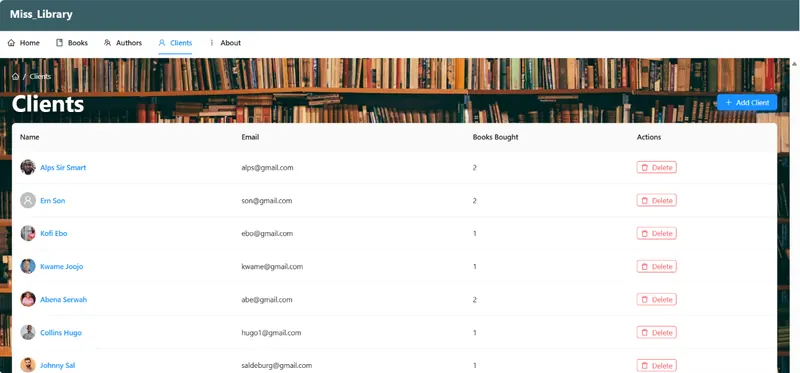 Miss_Library
Home Books Authors Clients About
/ Clients
Clients
+ Add Client
Name Email Books Bought Actions
Alps Sir Smart alps@gmail.com 2 Delete
Ern Son son@gmail.com 2 Delete
Kofi Ebo ebo@gmail.com 1 Delete
Kwame Joojo kwame@gmail.com 1 Delete
Abena Serwah abe@gmail.com 2 Delete
Collins Hugo hugo1@gmail.com 1 Delete
Johnny Sal saldeburg@gmail.com 1 Delete